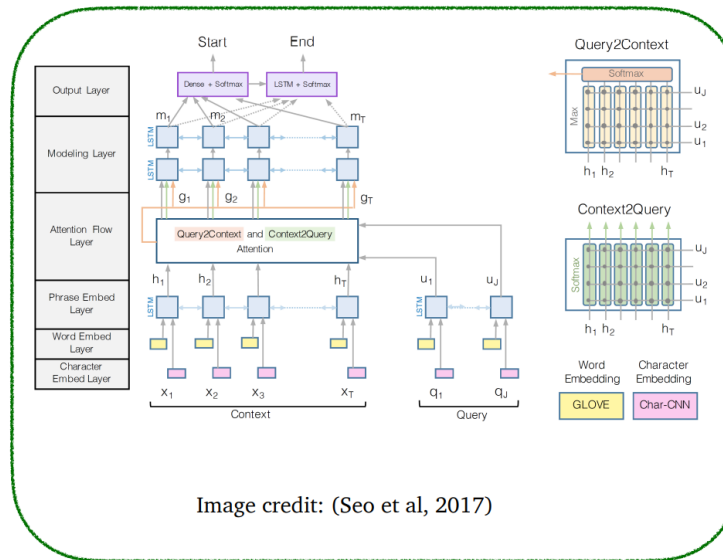 Start End
Output Layer
Dense + Softmax
LSTM + Softmax
m1 m2 mT
Modeling Layer
LSTM
LSTM
g1 g2 gT
Attention Flow
Layer
Query2Context and Context2Query
Attention
h1 h2 hT
u1 uJ
Phrase Embed
Layer
LSTM
LSTM
Word Embed
Layer
Character
Embed Layer
x1 x2 x3 xT
q1 qJ
Context
Query
Query2Context
Softmax
Max
uJ
u2
u1
h1 h2 hT
Context2Query
Softmax
uJ
u2
u1
h1 h2 hT
Word
Embedding
Character
Embedding
GLOVE
Char-CNN
Image credit: (Seo et al, 2017)